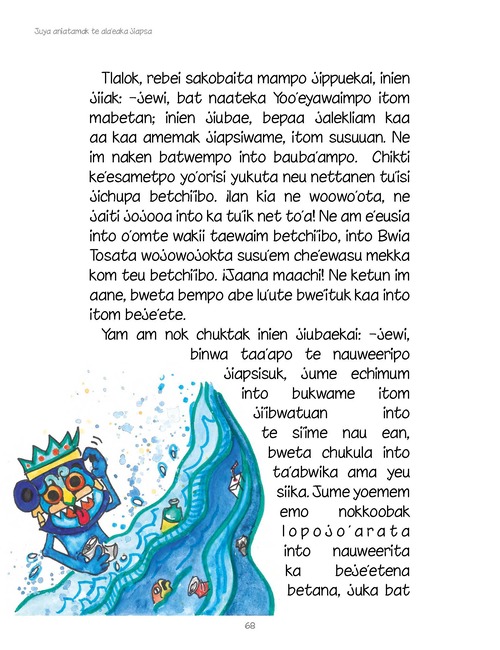 Juya aniatamak te ala'eaka Jiapsa
Tlalok, rebei sakobaita mampo jippuekai, inien
jiiak: –Jewi, bat naateka Yoo'eyawaimpo itom
mabetan; inien jiubae, bepaa jalekliam kaa
aa kaa amemak jiapsiwame, itom susuuan. Ne
im naken batwempo into bauba'ampo. Chikti
ke'esametpo yo'orisi yukuta neu nettanen tu'isi
jichupa betchi'ibo. ¡Ian kia ne woowo'ota, ne
jaiti jojooa into ka tu'ik net to'a! Ne am e'eusia
into o'omte wakii taewaim betchi'ibo, into Bwia
Tosata wojowojokta susu'em che'ewasu mekka
kom teu betchi'ibo. ¡Jaana maachi! Ne ketun im
aane, bweta bempo abe lu'ute bwe'ituk kaa into
itom beje'ete.
Yam am nok chuktak inien jiubaekai: –Jewi,
binwa taa'apo te nauweeripo
jiapsisuk, jume echimum
into bukwame itom
jiibwatuan into
te siime nau ean,
bweta chukula into
ta'abwika ama yeu
siika. Jume yoemem
emo nokkoobak
lopojo'arata
into nauweerita
ka beje'etena
betana, juka bat
68